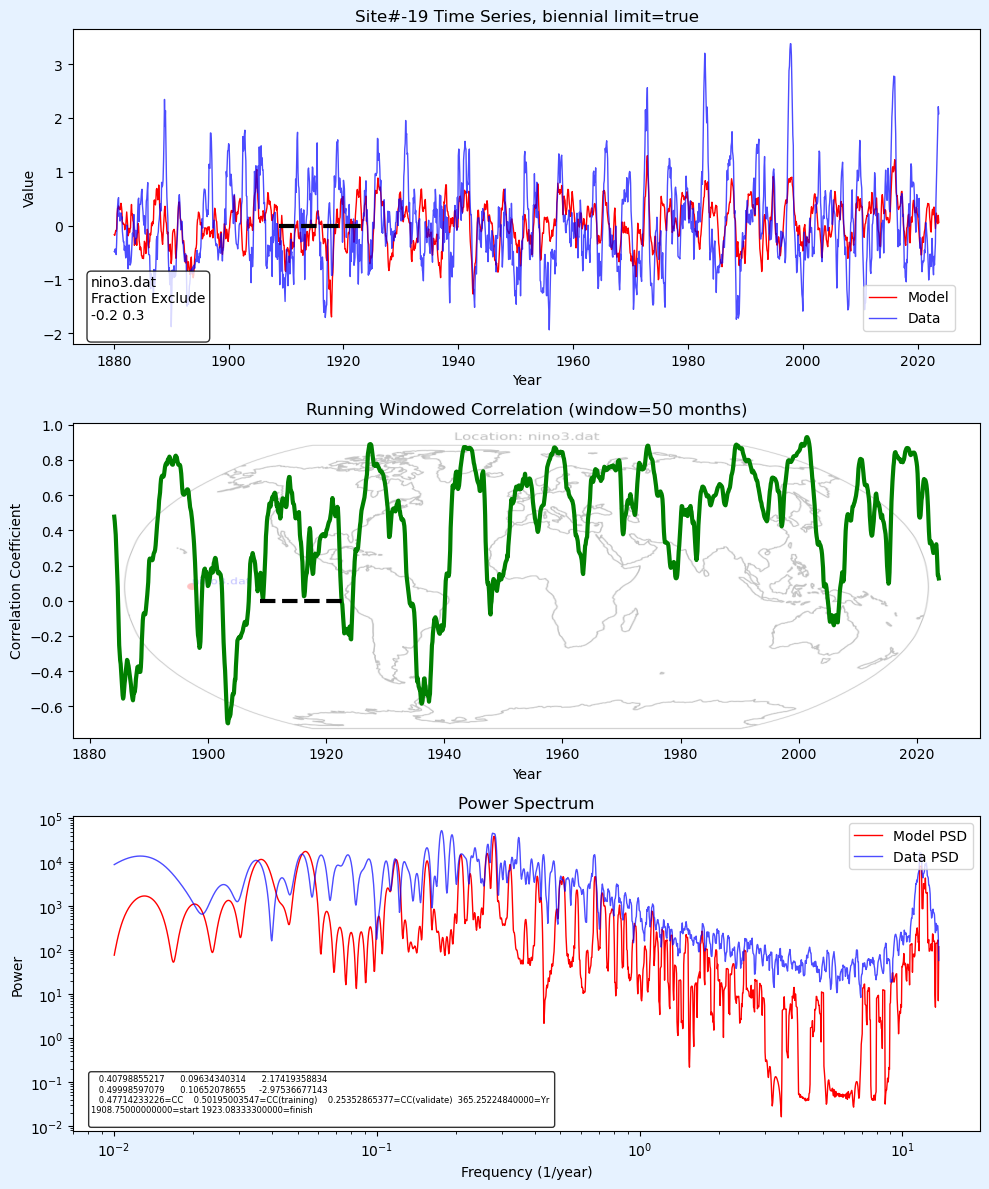 Site#-19 Time Series, biennial limit=true
Value
3
2
1
0
−1
−2
nino3.dat
Fraction Exclude
-0.2 0.3
Model
Data
1880 1900 1920 1940 1960 1980 2000 2020
Year
Running Windowed Correlation (window=50 months)
Location: nino3.dat
Correlation Coefficient
1.0
0.8
0.6
0.4
0.2
0.0
−0.2
−0.4
−0.6
1880 1900 1920 1940 1960 1980 2000 2020
Year
Power Spectrum
Power
10^5
10^4
10^3
10^2
10^1
10^0
10^−1
10^−2
Model PSD
Data PSD
0.40798855217 0.09634340314 2.17419358834
0.49998597079 0.10652078655 -2.97536677143
0.47714233226=CC 0.50195003547=CC(training) 0.25352865377=CC(validate) 365.25224840000=Yr
1908.75000000000=start 1923.08333300000=finish
10^−2 10^−1 10^0 10^1
Frequency (1/year)